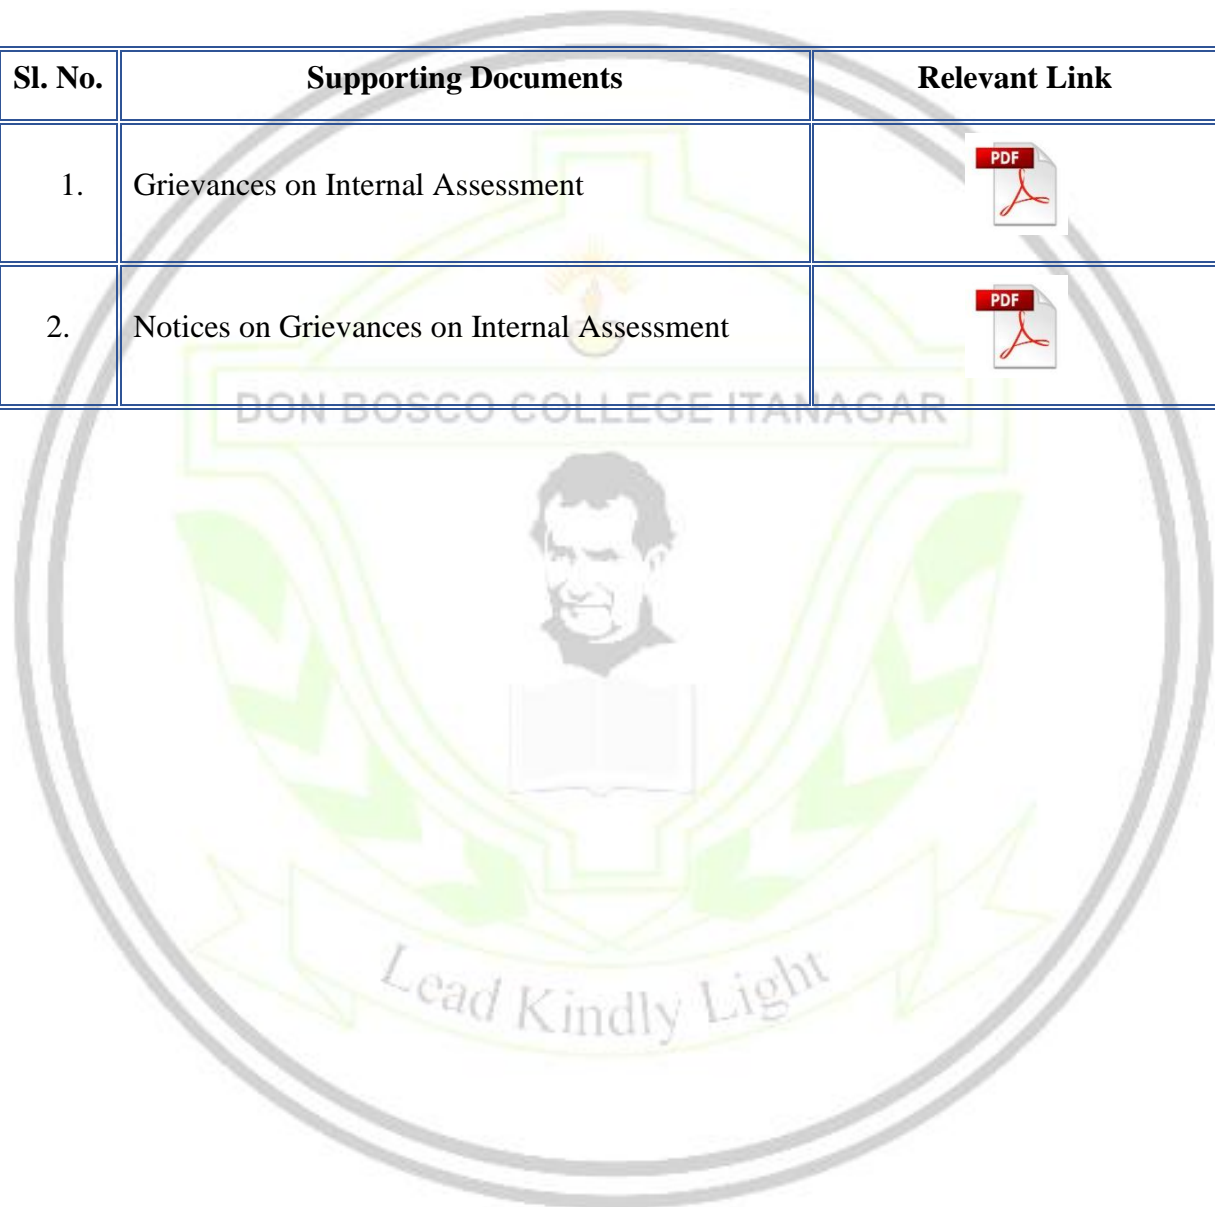 Sl. No. Supporting Documents Relevant Link
1. Grievances on Internal Assessment PDF
2. Notices on Grievances on Internal Assessment PDF
DON BOSCO COLLEGE ITANAGAR
Lead Kindly Light